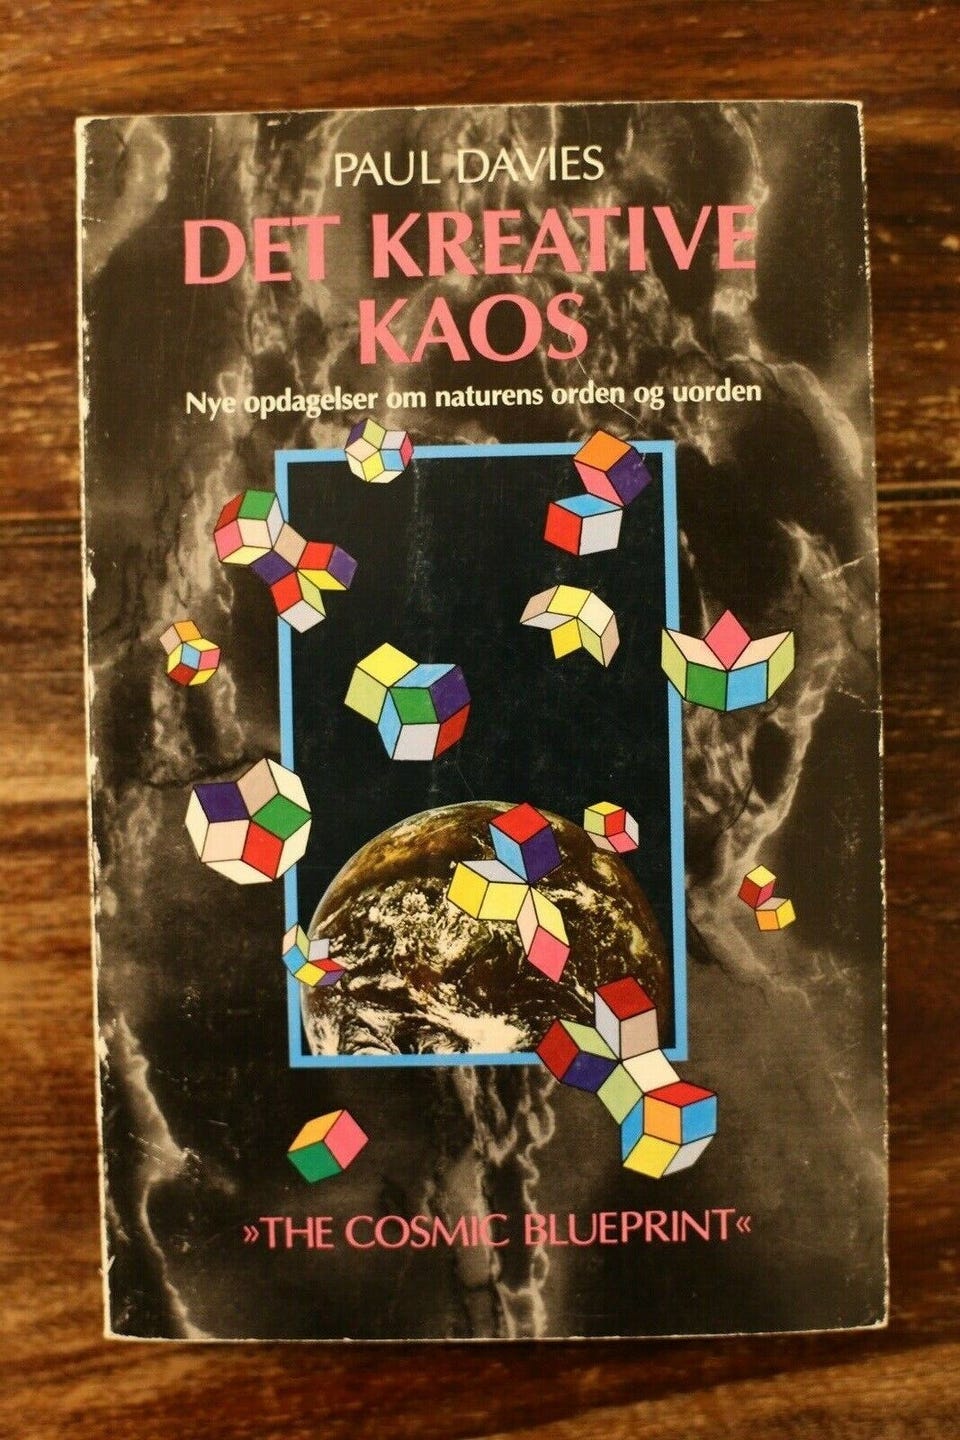 PAUL DAVIES
DET KREATIVE
KAOS
Nye opdagelser om naturens orden og uorden
»THE COSMIC BLUEPRINT«